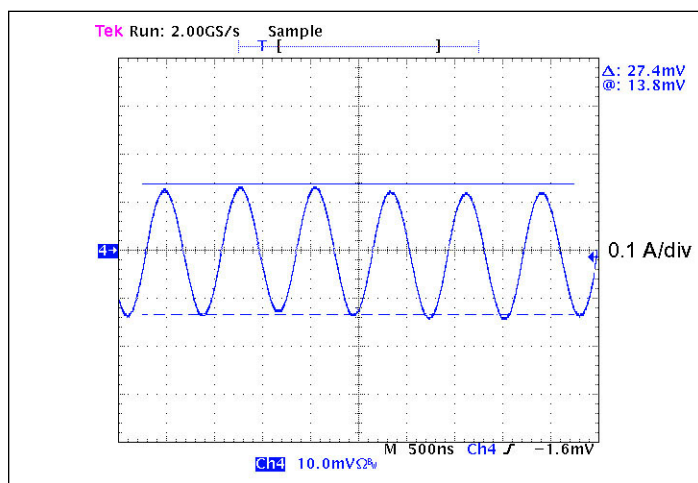 Tek Run: 2.00GS/s Sample
T
Δ: 27.4mV
@: 13.8mV
4→
0.1 A/div
M 500ns Ch4 ƒ -1.6mV
Ch4 10.0mVΩBw